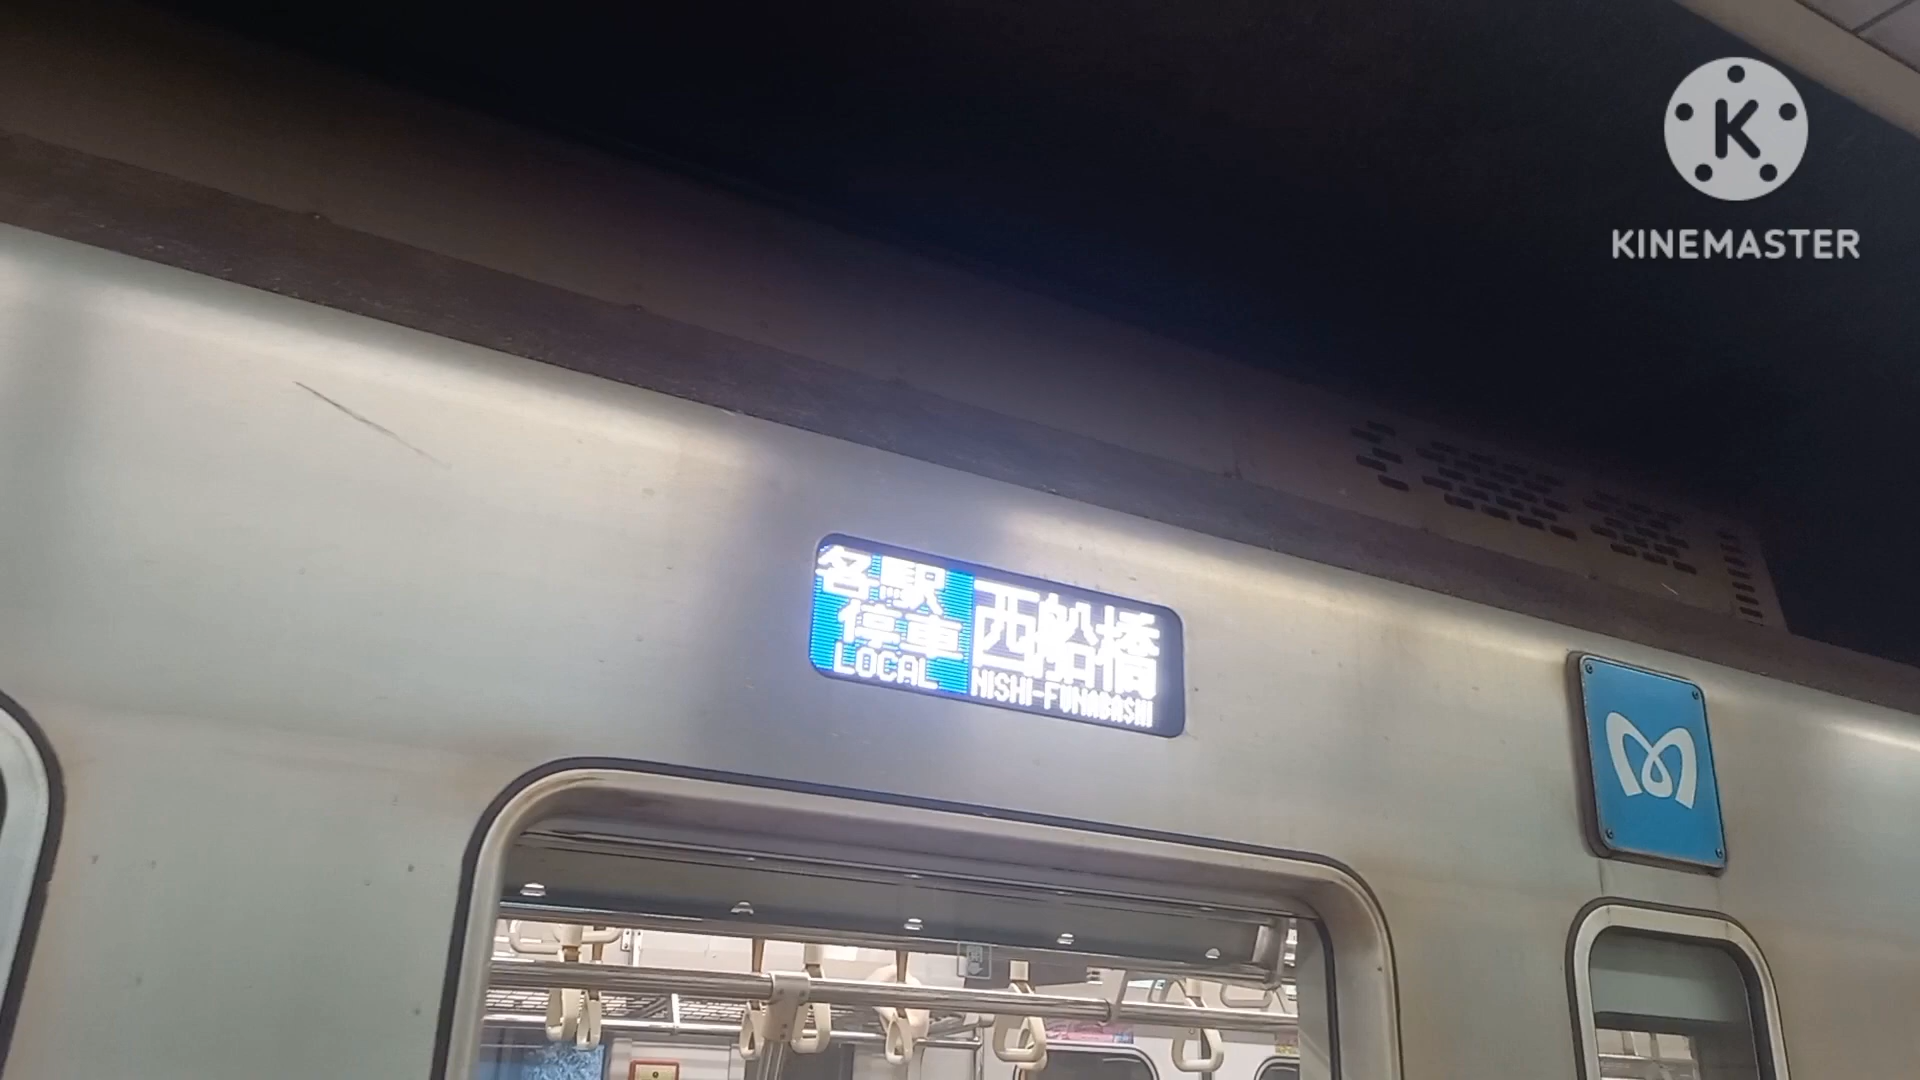 各駅
停車
LOCAL
西船橋
NISHI-FUNABASHI
K
KINEMASTER